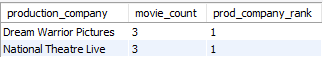 production_company movie_count prod_company_rank
Dream Warrior Pictures 3 1
National Theatre Live 3 1